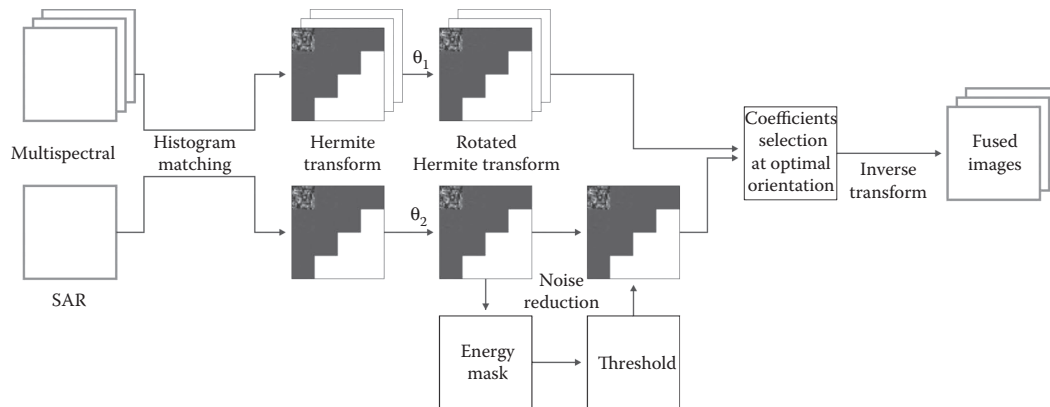 θ1
θ2
Multispectral
Histogram
matching
Hermite
transform
Rotated
Hermite transform
Coefficients
selection
at optimal
orientation
Inverse
transform
Fused
images
SAR
Noise
reduction
Energy
mask
Threshold